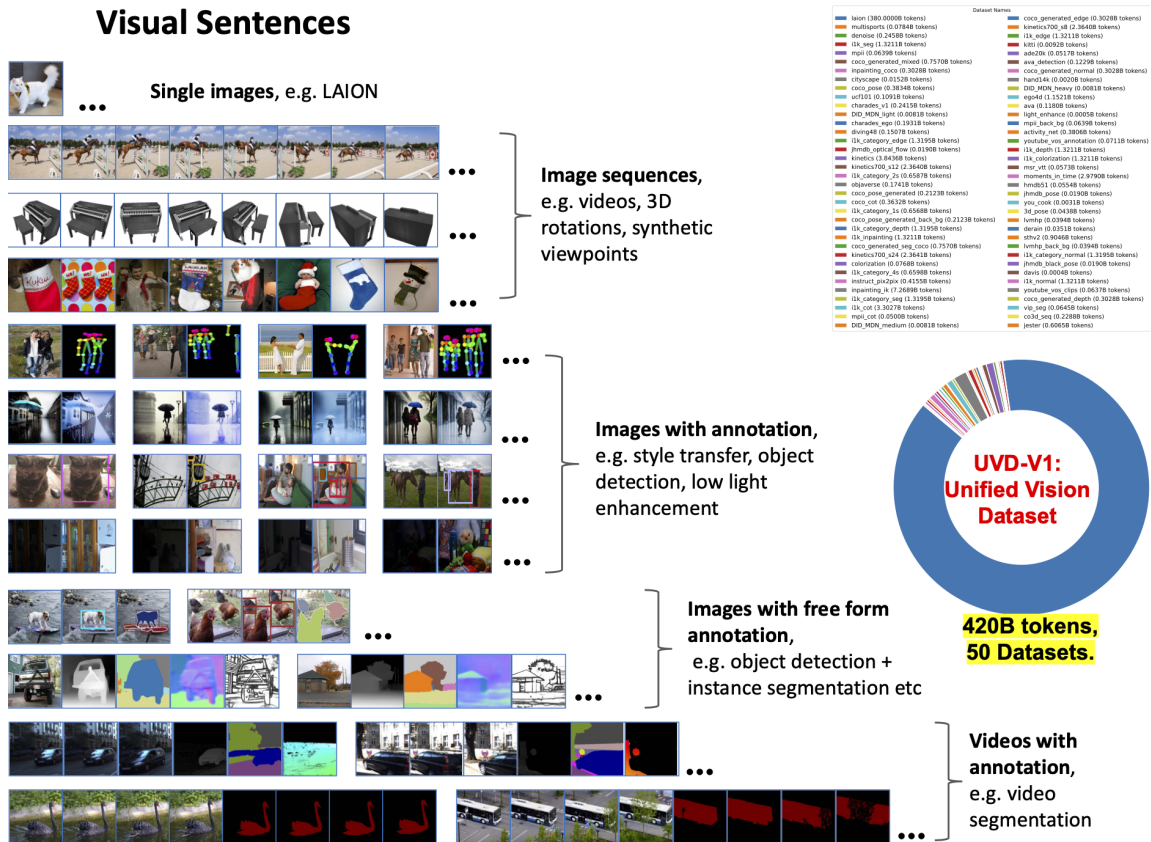 Visual Sentences
Single images, e.g. LAION
Image sequences,
e.g. videos, 3D
rotations, synthetic
viewpoints
Images with annotation,
e.g. style transfer, object
detection, low light
enhancement
Images with free form
annotation,
e.g. object detection +
instance segmentation etc
Videos with
annotation,
e.g. video
segmentation
Dataset Names
laion (380.0000B tokens)
multisports (0.0784B tokens)
denoise (0.2458B tokens)
i1k_seg (1.3211B tokens)
mpii (0.0639B tokens)
coco_generated_mixed (0.7570B tokens)
inpainting_coco (0.3028B tokens)
cityscape (0.0152B tokens)
coco_pose (0.3834B tokens)
ucf101 (0.1091B tokens)
charades_v1 (0.2415B tokens)
DID_MDN_light (0.0081B tokens)
charades_ego (0.1931B tokens)
diving48 (0.1507B tokens)
i1k_category_edge (1.3195B tokens)
jhmdb_optical_flow (0.0190B tokens)
kinetics (3.8436B tokens)
kinetics700_s12 (2.3640B tokens)
i1k_category_2s (0.6587B tokens)
objaverse (0.1741B tokens)
coco_pose_generated (0.2123B tokens)
coco_cot (0.3632B tokens)
i1k_category_1s (0.6568B tokens)
coco_pose_generated_back_bg (0.2123B tokens)
i1k_category_depth (1.3195B tokens)
i1k_inpainting (1.3211B tokens)
coco_generated_seg_coco (0.7570B tokens)
kinetics700_s24 (2.3641B tokens)
colorization (0.0768B tokens)
i1k_category_4s (0.6598B tokens)
instruct_pix2pix (0.4155B tokens)
inpainting_ik (7.2689B tokens)
i1k_category_seg (1.3195B tokens)
i1k_cot (3.3027B tokens)
mpii_cot (0.0500B tokens)
DID_MDN_medium (0.0081B tokens)
coco_generated_edge (0.3028B tokens)
kinetics700_s8 (2.3640B tokens)
i1k_edge (1.3211B tokens)
kitti (0.0092B tokens)
ade20k (0.0517B tokens)
ava_detection (0.1229B tokens)
coco_generated_normal (0.3028B tokens)
hand14k (0.0020B tokens)
DID_MDN_heavy (0.0081B tokens)
ego4d (1.1521B tokens)
ava (0.1180B tokens)
light_enhance (0.0005B tokens)
mpii_back_bg (0.0639B tokens)
activity_net (0.3806B tokens)
youtube_vos_annotation (0.0711B tokens)
i1k_depth (1.3211B tokens)
i1k_colorization (1.3211B tokens)
msr_vtt (0.0573B tokens)
moments_in_time (2.9790B tokens)
hmdb51 (0.0554B tokens)
jhmdb_pose (0.0190B tokens)
you_cook (0.0031B tokens)
3d_pose (0.0438B tokens)
lvmhp (0.0394B tokens)
derain (0.0351B tokens)
sthv2 (0.9046B tokens)
lvmhp_back_bg (0.0394B tokens)
i1k_category_normal (1.3195B tokens)
jhmdb_black_pose (0.0190B tokens)
davis (0.0004B tokens)
i1k_normal (1.3211B tokens)
youtube_vos_clips (0.0637B tokens)
coco_generated_depth (0.3028B tokens)
vip_seg (0.0645B tokens)
co3d_seq (0.2288B tokens)
jester (0.6065B tokens)
UVD-V1:
Unified Vision
Dataset
420B tokens,
50 Datasets.